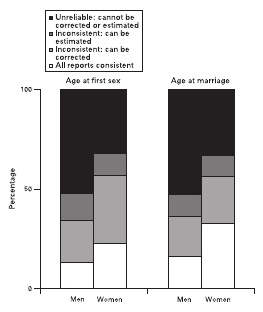 Unreliable: cannot be
corrected or estimated
Inconsistent: can be
estimated
Inconsistent: can be
corrected
All reports consistent
Age at first sex
Age at marriage
100
50
0
Percentage
Men Women
Men Women